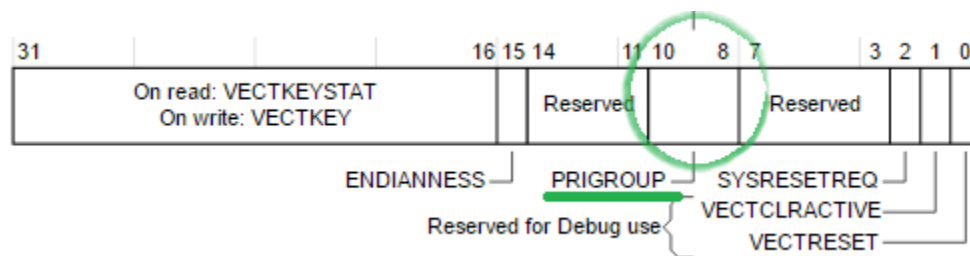 31 16 15 14 11 10 8 7 3 2 1 0
On read: VECTKEYSTAT
On write: VECTKEY
Reserved
Reserved
ENDIANNESS
PRIGROUP
SYSRESETREQ
VECTCLRACTIVE
Reserved for Debug use
VECTRESET